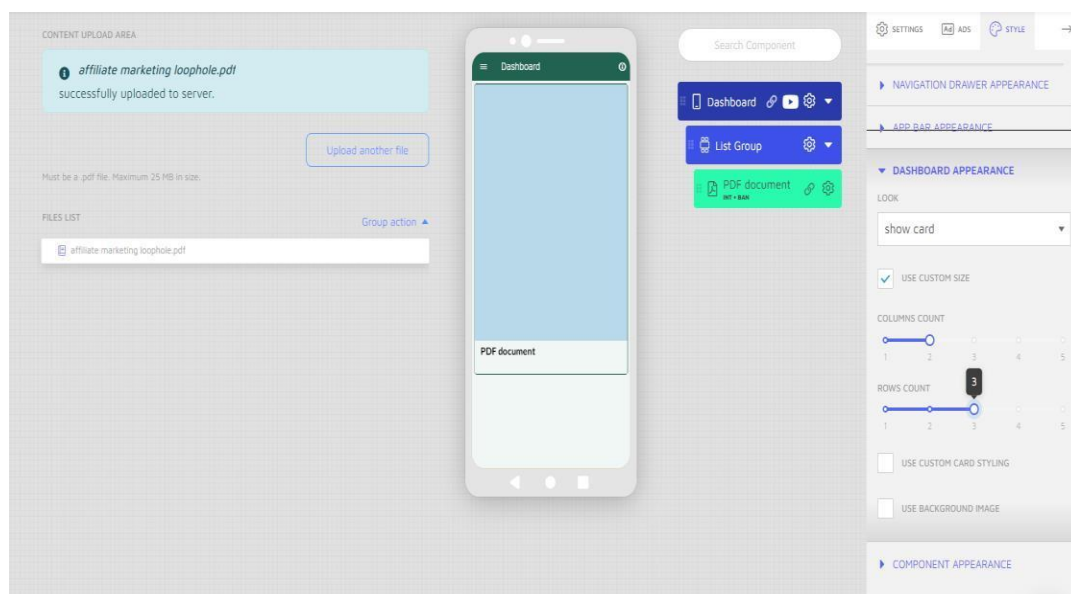 CONTENT UPLOAD AREA
affiliate marketing loophole.pdf
successfully uploaded to server.
Upload another file
Must be a .pdf file. Maximum 25 MB in size.
FILES LIST
Group action
affiliate marketing loophole.pdf
Dashboard
PDF document
Search Component
Dashboard
List Group
PDF document
INT + BAN
SETTINGS
Ad ADS
STYLE
NAVIGATION DRAWER APPEARANCE
APP BAR APPEARANCE
DASHBOARD APPEARANCE
LOOK
show card
USE CUSTOM SIZE
COLUMNS COUNT
1 2 3 4 5
ROWS COUNT
3
1 2 3 4 5
USE CUSTOM CARD STYLING
USE BACKGROUND IMAGE
COMPONENT APPEARANCE